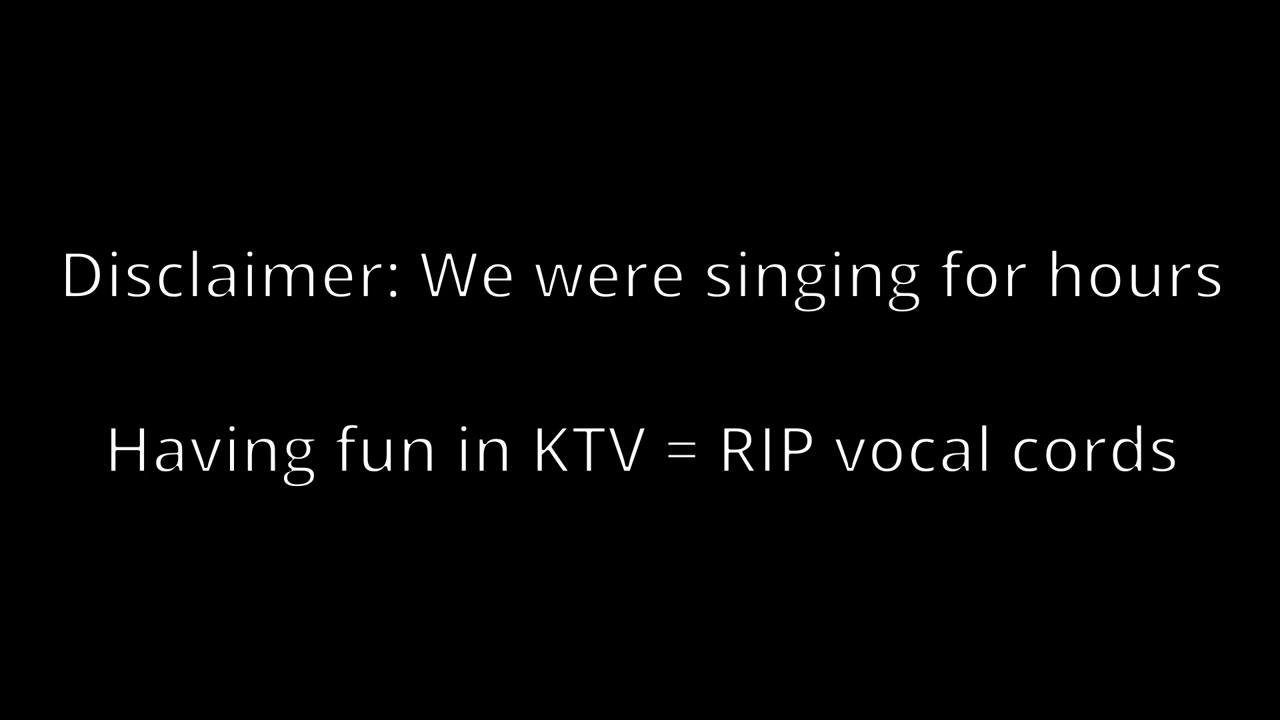 Disclaimer: We were singing for hours
Having fun in KTV = RIP vocal cords